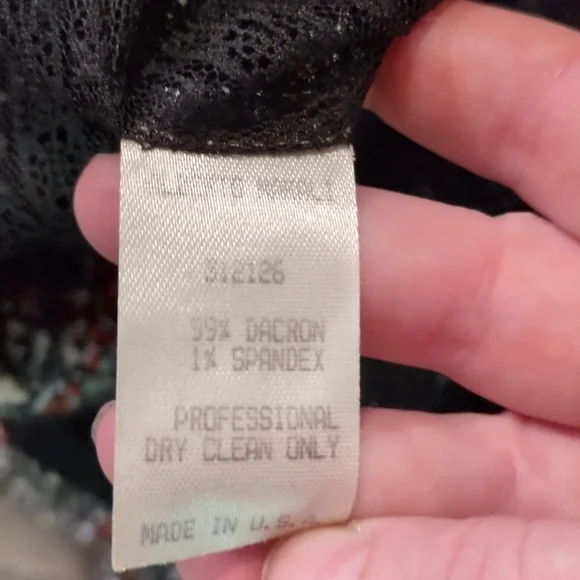 312126
99% DACRON
1% SPANDEX
PROFESSIONAL
DRY CLEAN ONLY
MADE IN U.S.A.